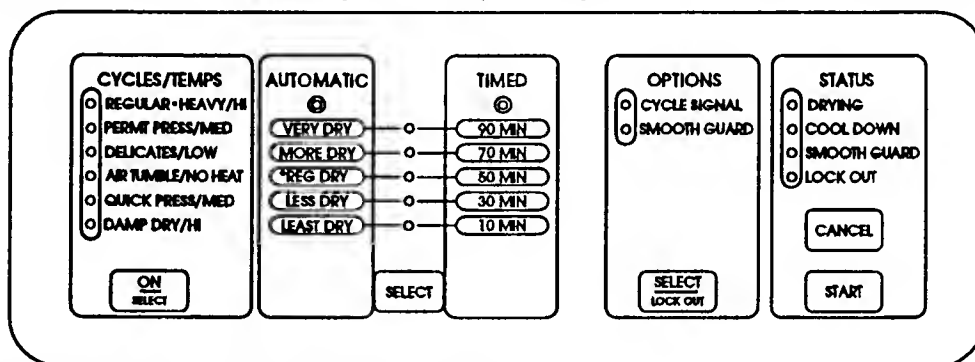 CYCLES/TEMPS
REGULAR•HEAVY/HI
PERMT PRESS/MED
DELICATES/LOW
AIR TUMBLE/NO HEAT
QUICK PRESS/MED
DAMP DRY/HI
ON
SELECT
AUTOMATIC
VERY DRY
MORE DRY
*REG DRY
LESS DRY
LEAST DRY
SELECT
TIMED
90 MIN
70 MIN
50 MIN
30 MIN
10 MIN
OPTIONS
CYCLE SIGNAL
SMOOTH GUARD
SELECT
LOCK OUT
STATUS
DRYING
COOL DOWN
SMOOTH GUARD
LOCK OUT
CANCEL
START